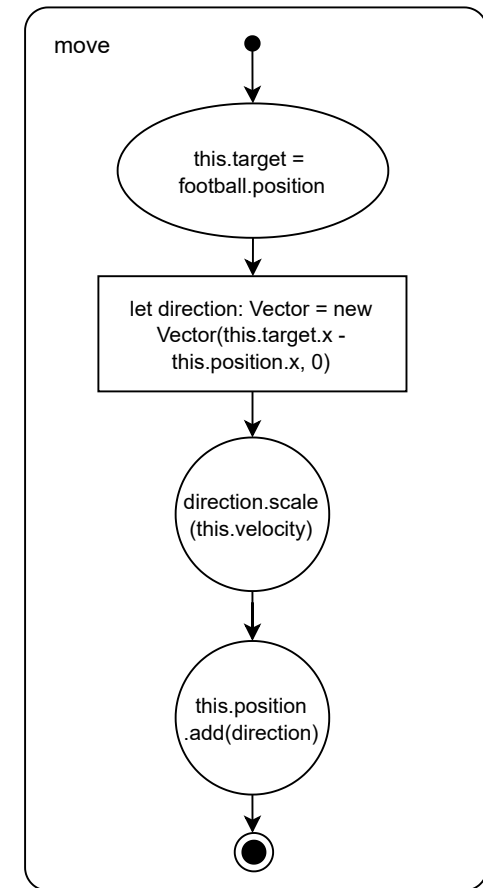 move
this.target =
football.position
let direction: Vector = new
Vector(this.target.x -
this.position.x, 0)
direction.scale
(this.velocity)
this.position
.add(direction)